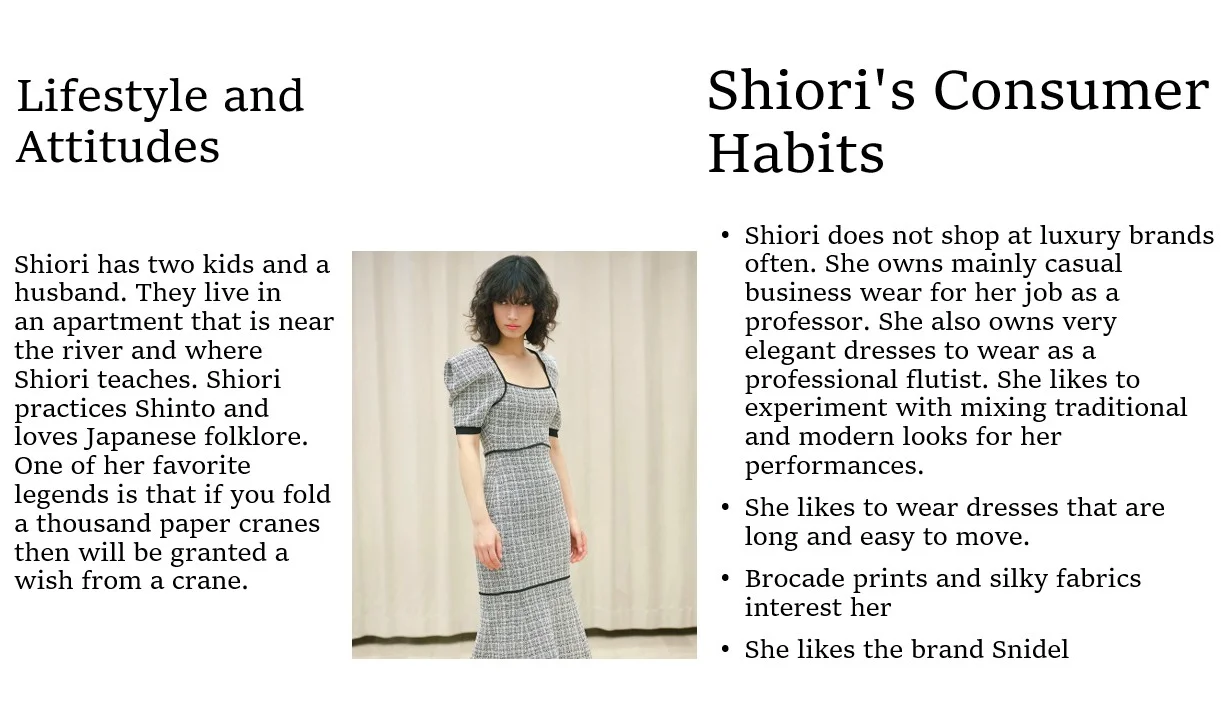 Lifestyle and
Attitudes
Shiori has two kids and a
husband. They live in
an apartment that is near
the river and where
Shiori teaches. Shiori
practices Shinto and
loves Japanese folklore.
One of her favorite
legends is that if you fold
a thousand paper cranes
then will be granted a
wish from a crane.
Shiori's Consumer
Habits
• Shiori does not shop at luxury brands
often. She owns mainly casual
business wear for her job as a
professor. She also owns very
elegant dresses to wear as a
professional flutist. She likes to
experiment with mixing traditional
and modern looks for her
performances.
• She likes to wear dresses that are
long and easy to move.
• Brocade prints and silky fabrics
interest her
• She likes the brand Snidel